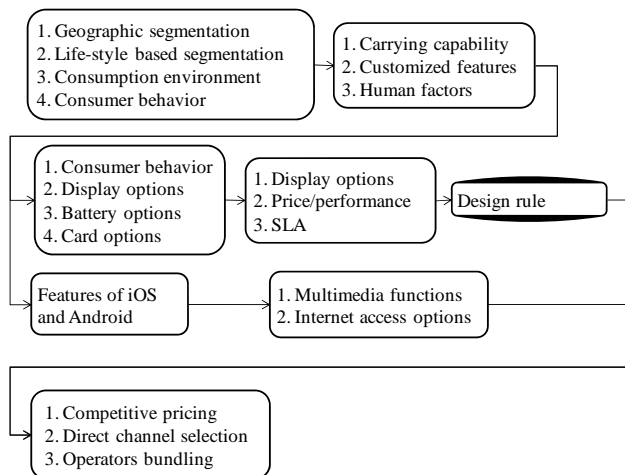 1. Geographic segmentation
2. Life-style based segmentation
3. Consumption environment
4. Consumer behavior
1. Carrying capability
2. Customized features
3. Human factors
1. Consumer behavior
2. Display options
3. Battery options
4. Card options
1. Display options
2. Price/performance
3. SLA
Design rule
Features of iOS
and Android
1. Multimedia functions
2. Internet access options
1. Competitive pricing
2. Direct channel selection
3. Operators bundling